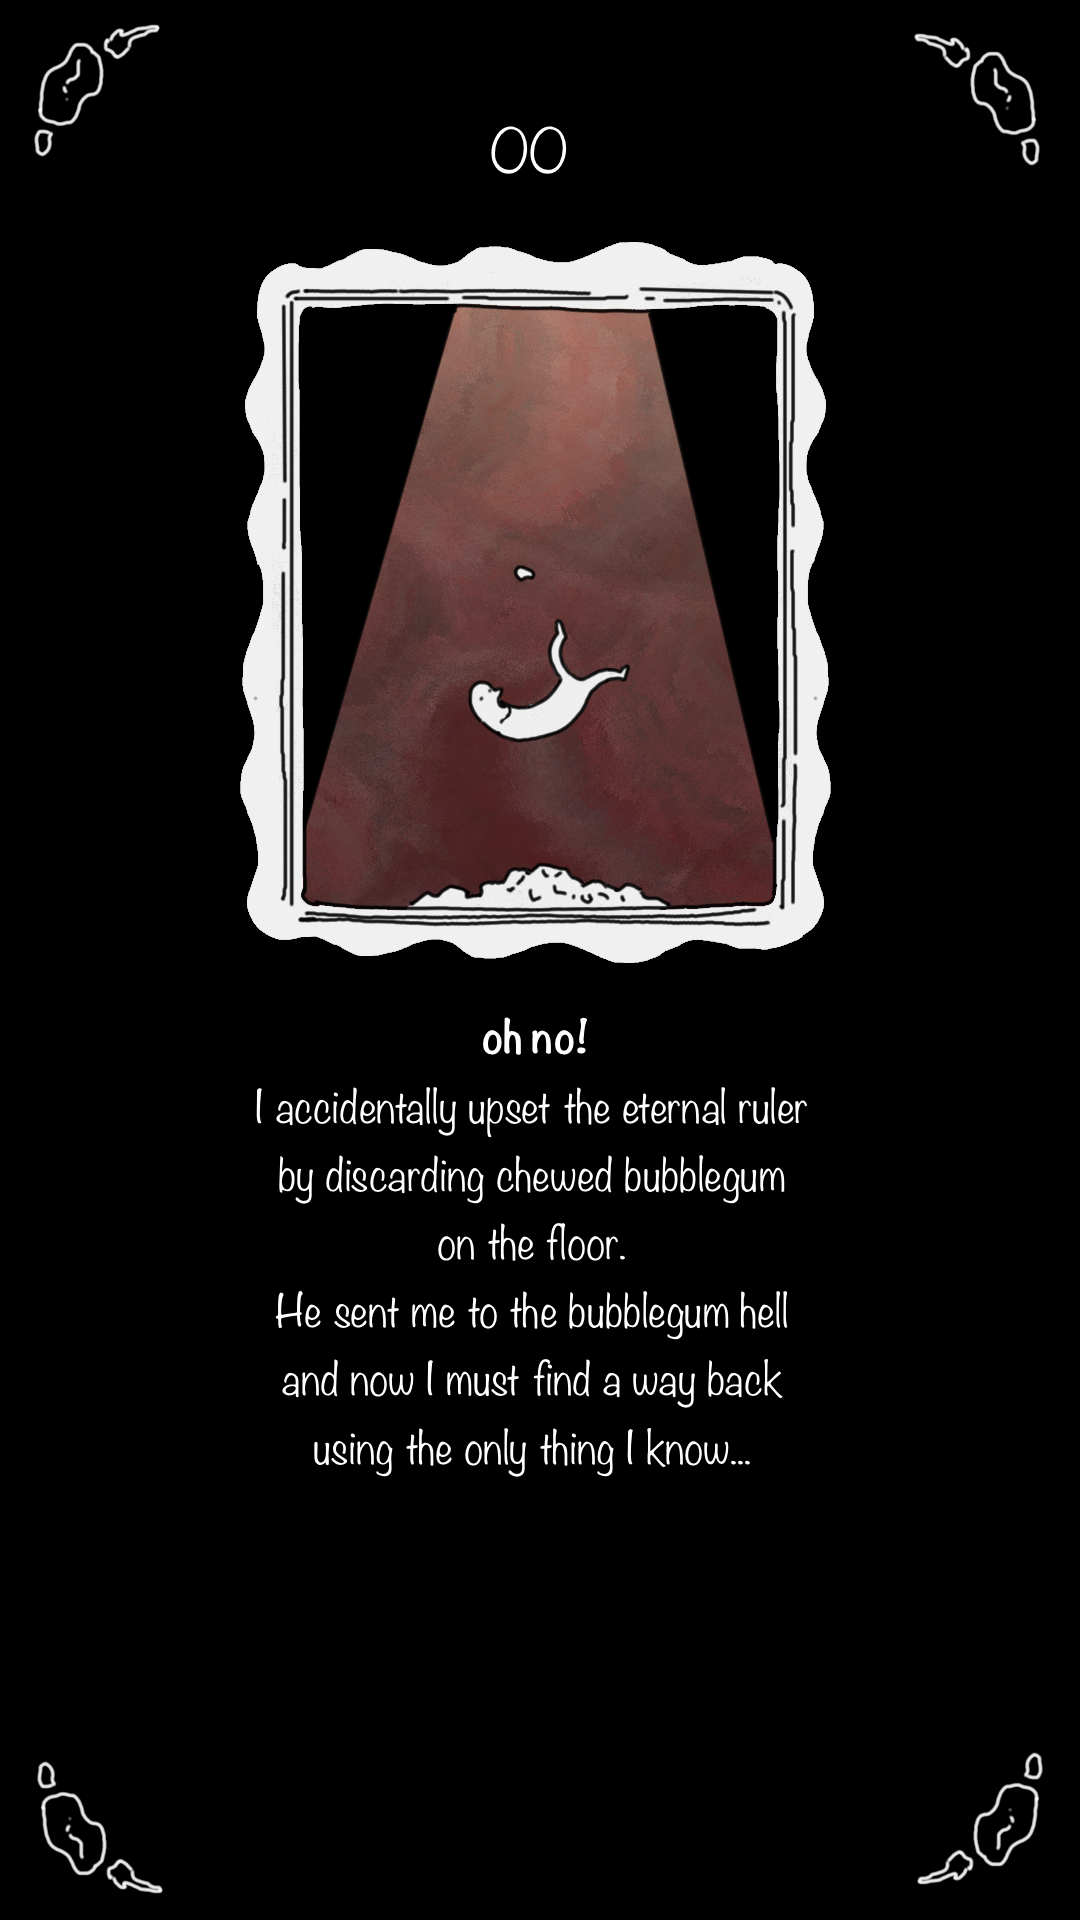 00
oh no!
I accidentally upset the eternal ruler
by discarding chewed bubblegum
on the floor.
He sent me to the bubblegum hell
and now I must find a way back
using the only thing I know...